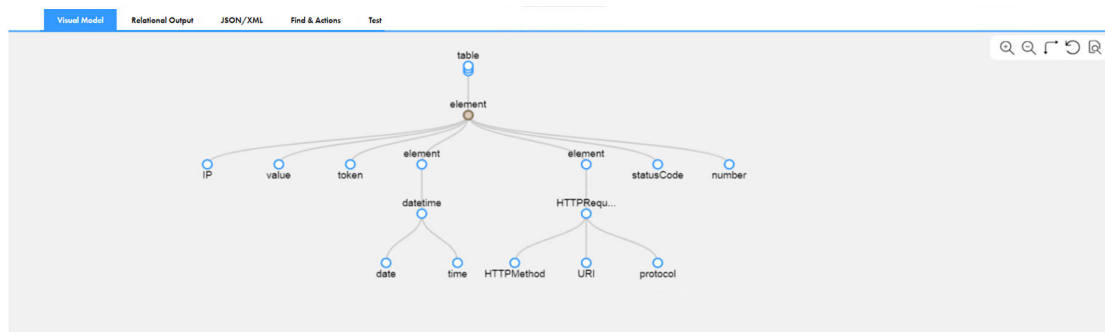 Visual Model Relational Output JSON/XML Find & Actions Test
table
element
element element
IP value token statusCode number
datetime HTTPRequ...
date time HTTPMethod URI protocol